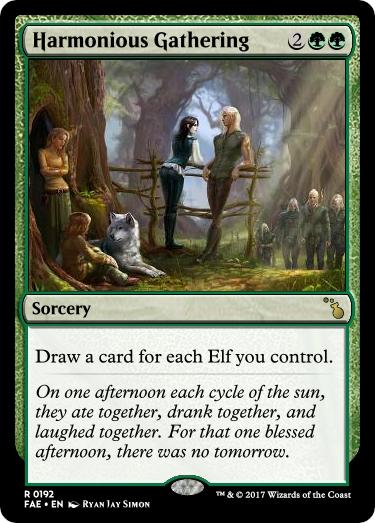 Harmonious Gathering 2
Sorcery
Draw a card for each Elf you control.
On one afternoon each cycle of the sun,
they ate together, drank together, and
laughed together. For that one blessed
afternoon, there was no tomorrow.
R 0192
FAE • EN Ryan Jay Simon
™ & © 2017 Wizards of the Coast